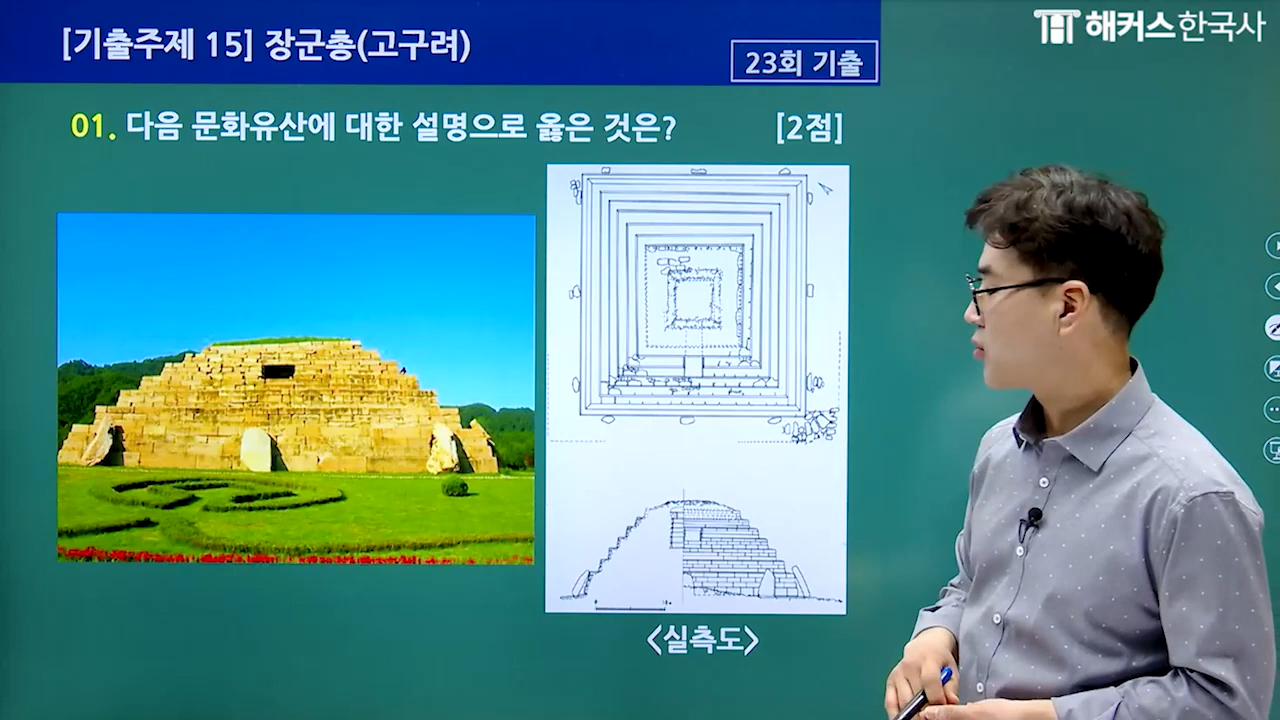 [기출주제 15] 장군총(고구려)
23회 기출
해커스한국사
01. 다음 문화유산에 대한 설명으로 옳은 것은? [2점]
<실측도>